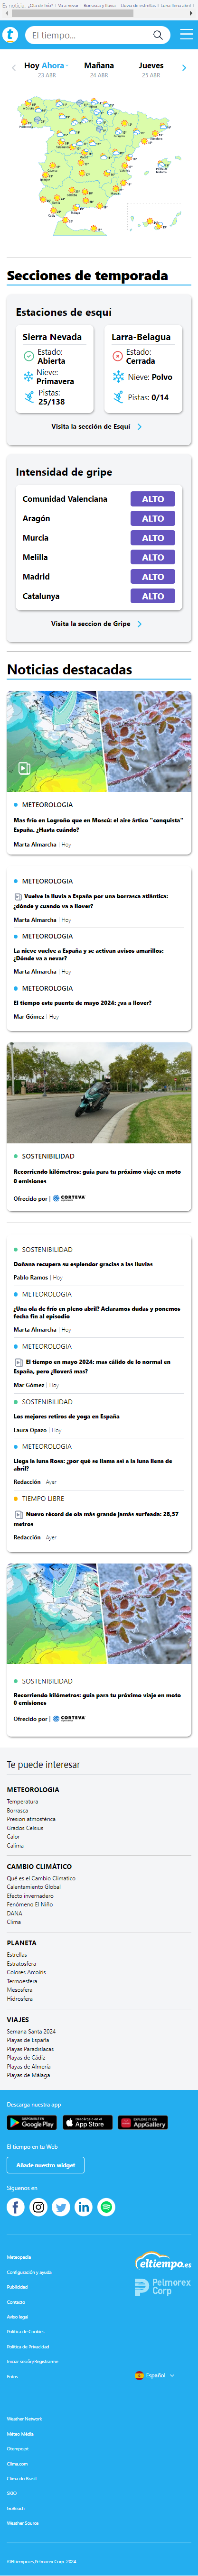 Es noticia: ¿Ola de frío? Va a nevar Borrasca y lluvia Lluvia de estrellas Luna llena abril
El tiempo...
Hoy Ahora
23 ABR
Mañana
24 ABR
Jueves
25 ABR
Secciones de temporada
Estaciones de esquí
Sierra Nevada
Estado:
Abierta
Nieve:
Primavera
Pistas:
25/138
Larra-Belagua
Estado:
Cerrada
Nieve: Polvo
Pistas: 0/14
Visita la sección de Esquí
Intensidad de gripe
Comunidad Valenciana ALTO
Aragón ALTO
Murcia ALTO
Melilla ALTO
Madrid ALTO
Catalunya ALTO
Visita la seccion de Gripe
Noticias destacadas
METEOROLOGIA
Mas frío en Logroño que en Moscú: el aire ártico "conquista"
España. ¿Hasta cuándo?
Marta Almarcha | Hoy
METEOROLOGIA
Vuelve la lluvia a España por una borrasca atlántica:
¿dónde y cuando va a llover?
Marta Almarcha | Hoy
METEOROLOGIA
La nieve vuelve a España y se activan avisos amarillos:
¿Dónde va a nevar?
Marta Almarcha | Hoy
METEOROLOGIA
El tiempo este puente de mayo 2024: ¿va a llover?
Mar Gómez | Hoy
SOSTENIBILIDAD
Recorriendo kilómetros: guía para tu próximo viaje en moto
0 emisiones
Ofrecido por | CORTEVA
SOSTENIBILIDAD
Doñana recupera su esplendor gracias a las lluvias
Pablo Ramos | Hoy
METEOROLOGIA
¿Una ola de frío en pleno abril? Aclaramos dudas y ponemos
fecha fin al episodio
Marta Almarcha | Hoy
METEOROLOGIA
El tiempo en mayo 2024: mas cálido de lo normal en
España, pero ¿lloverá mas?
Mar Gómez | Hoy
SOSTENIBILIDAD
Los mejores retiros de yoga en España
Laura Opazo | Hoy
METEOROLOGIA
Llega la luna Rosa: ¿por qué se llama así a la luna llena de
abril?
Redacción | Ayer
TIEMPO LIBRE
Nuevo récord de ola más grande jamás surfeada: 28,57
metros
Redacción | Ayer
SOSTENIBILIDAD
Recorriendo kilómetros: guía para tu próximo viaje en moto
0 emisiones
Ofrecido por | CORTEVA
Te puede interesar
METEOROLOGIA
Temperatura
Borrasca
Presion atmosférica
Grados Celsius
Calor
Calima
CAMBIO CLIMÁTICO
Qué es el Cambio Climatico
Calentamiento Global
Efecto invernadero
Fenómeno El Niño
DANA
Clima
PLANETA
Estrellas
Estratosfera
Colores Arcoíris
Termosfera
Mesosfera
Hidrosfera
VIAJES
Semana Santa 2024
Playas de España
Playas Paradisíacas
Playas de Cádiz
Playas de Almería
Playas de Málaga
Descarga nuestra app
DISPONIBLE EN
Google Play
Descárgalo en el
App Store
EXPLORE IT ON
AppGallery
El tiempo en tu Web
Añade nuestro widget
Síguenos en
Meteopedia
eltiempo.es
Configuración y ayuda
Publicidad
Pelmorex
Corp
Contacto
Aviso legal
Política de Cookies
Política de Privacidad
Iniciar sesión/Registrarme
Fotos
Español
Weather Network
Météo Média
Otempo.pt
Clima.com
Clima do Brasil
SIGO
GoBeach
Weather Source
©Eltiempo.es,Pelmorex Corp. 2024